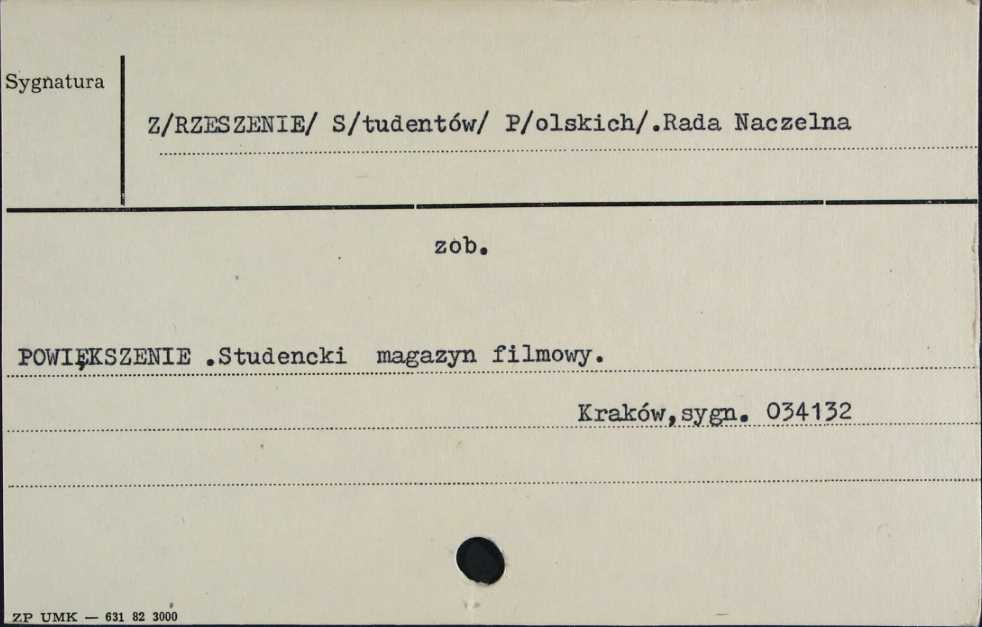 Sygnatura
Z/RZESZENIE/ S/tudentów/ P/olskich/.Rada Naczelna
zob.
POWIĘKSZENIE .Studencki magazyn filmowy.
Kraków,sygn. 034132
ZP UMK — 631 82 3000